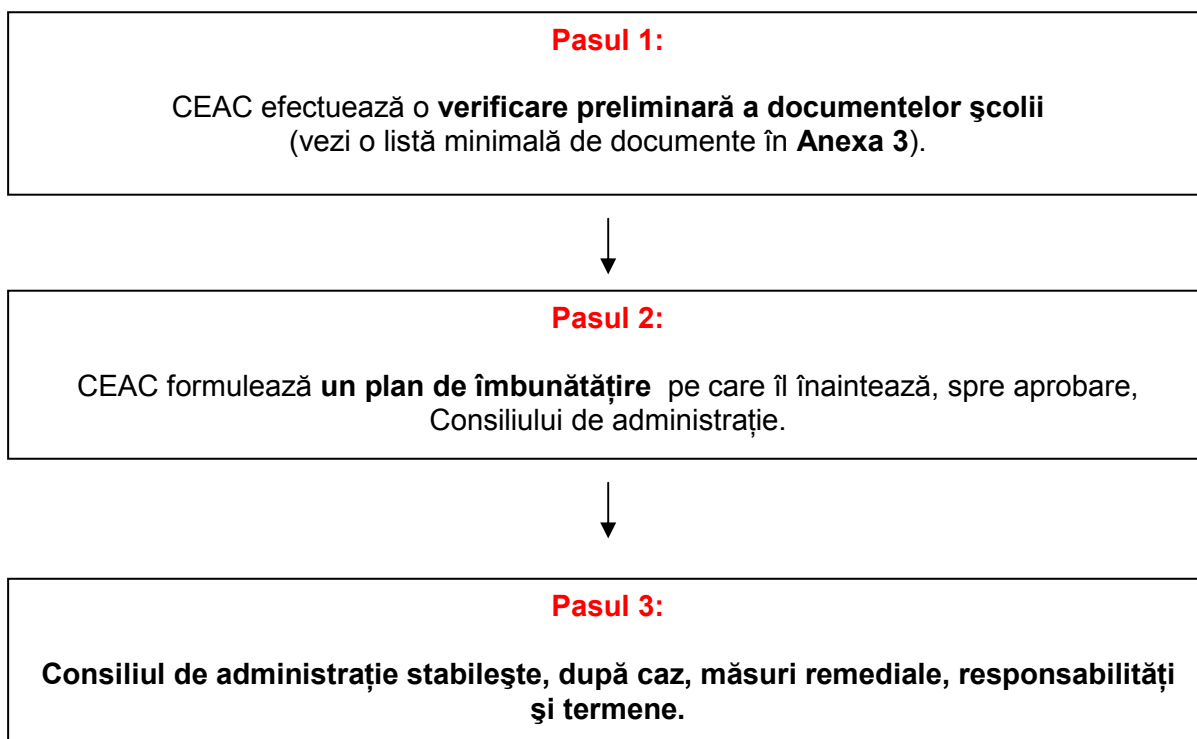 Pasul 1:
CEAC efectuează o verificare preliminară a documentelor şcolii
(vezi o listă minimală de documente în Anexa 3).
Pasul 2:
CEAC formulează un plan de îmbunătățire pe care îl înaintează, spre aprobare,
Consiliului de administrație.
Pasul 3:
Consiliul de administrație stabileşte, după caz, măsuri remediale, responsabilități
şi termene.